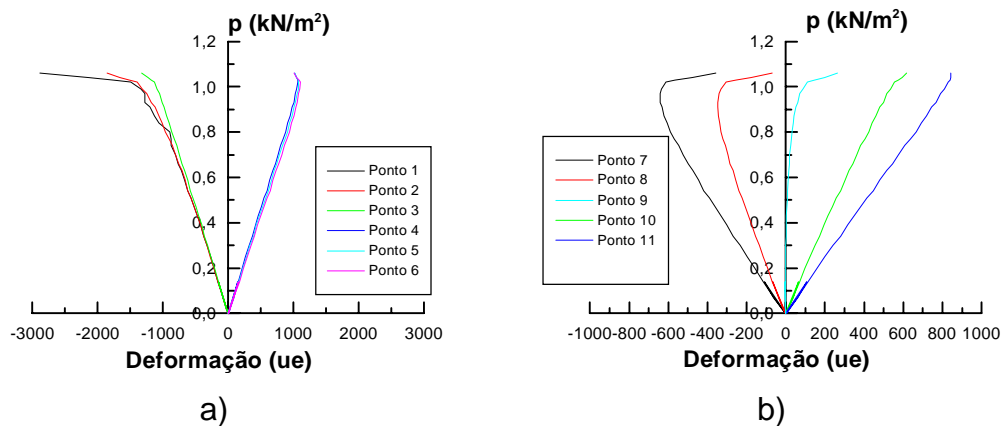 p (kN/m²)
1,2
1,0
0,8
0,6
0,4
0,2
0,0
-3000 -2000 -1000 0 1000 2000 3000
Deformação (ue)
Ponto 1
Ponto 2
Ponto 3
Ponto 4
Ponto 5
Ponto 6
a)
p (kN/m²)
1,2
1,0
0,8
0,6
0,4
0,2
0,0
-1000 -800 -600 -400 -200 0 200 400 600 800 1000
Deformação (ue)
Ponto 7
Ponto 8
Ponto 9
Ponto 10
Ponto 11
b)